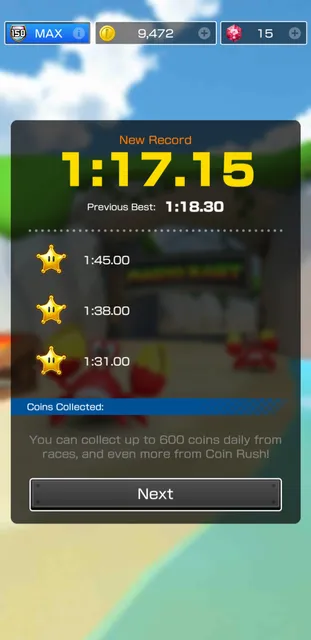 150 MAX i 9,472 + 15 +
New Record
1:17.15
Previous Best: 1:18.30
1:45.00
1:38.00
1:31.00
Coins Collected:
You can collect up to 600 coins daily from
races, and even more from Coin Rush!
Next